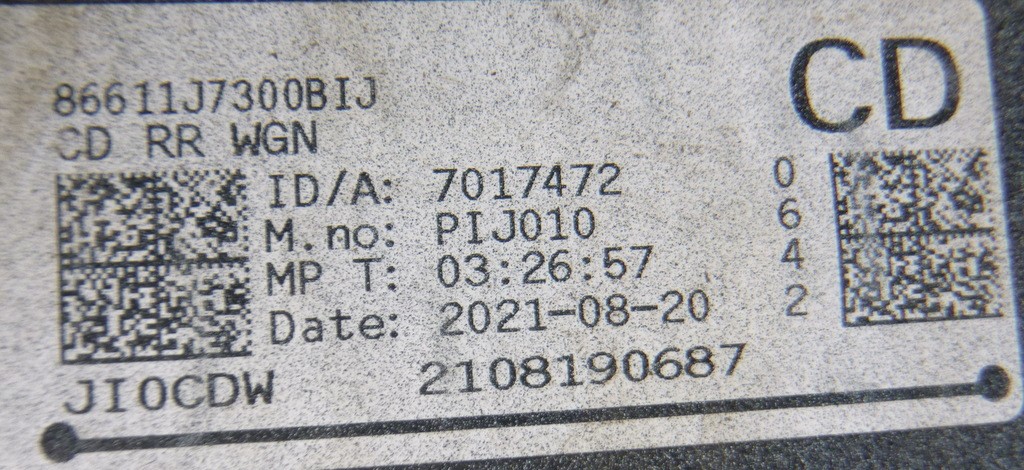 CD
86611J7300BIJ
CD RR WGN
ID/A: 7017472
M.no: PIJ010
MP T: 03:26:57
Date: 2021-08-20
0
6
4
2
JI0CDW 2108190687